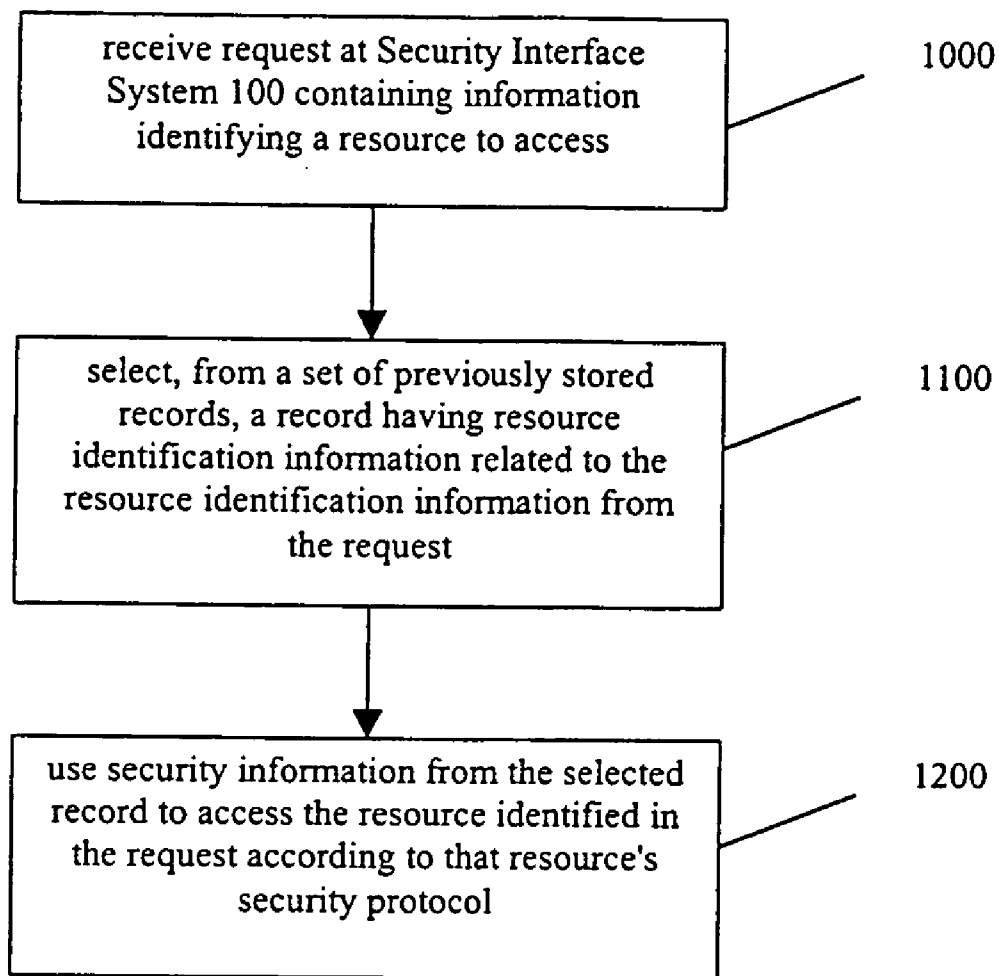 receive request at Security Interface
System 100 containing information
identifying a resource to access
1000
select, from a set of previously stored
records, a record having resource
identification information related to the
resource identification information from
the request
1100
use security information from the selected
record to access the resource identified in
the request according to that resource's
security protocol
1200